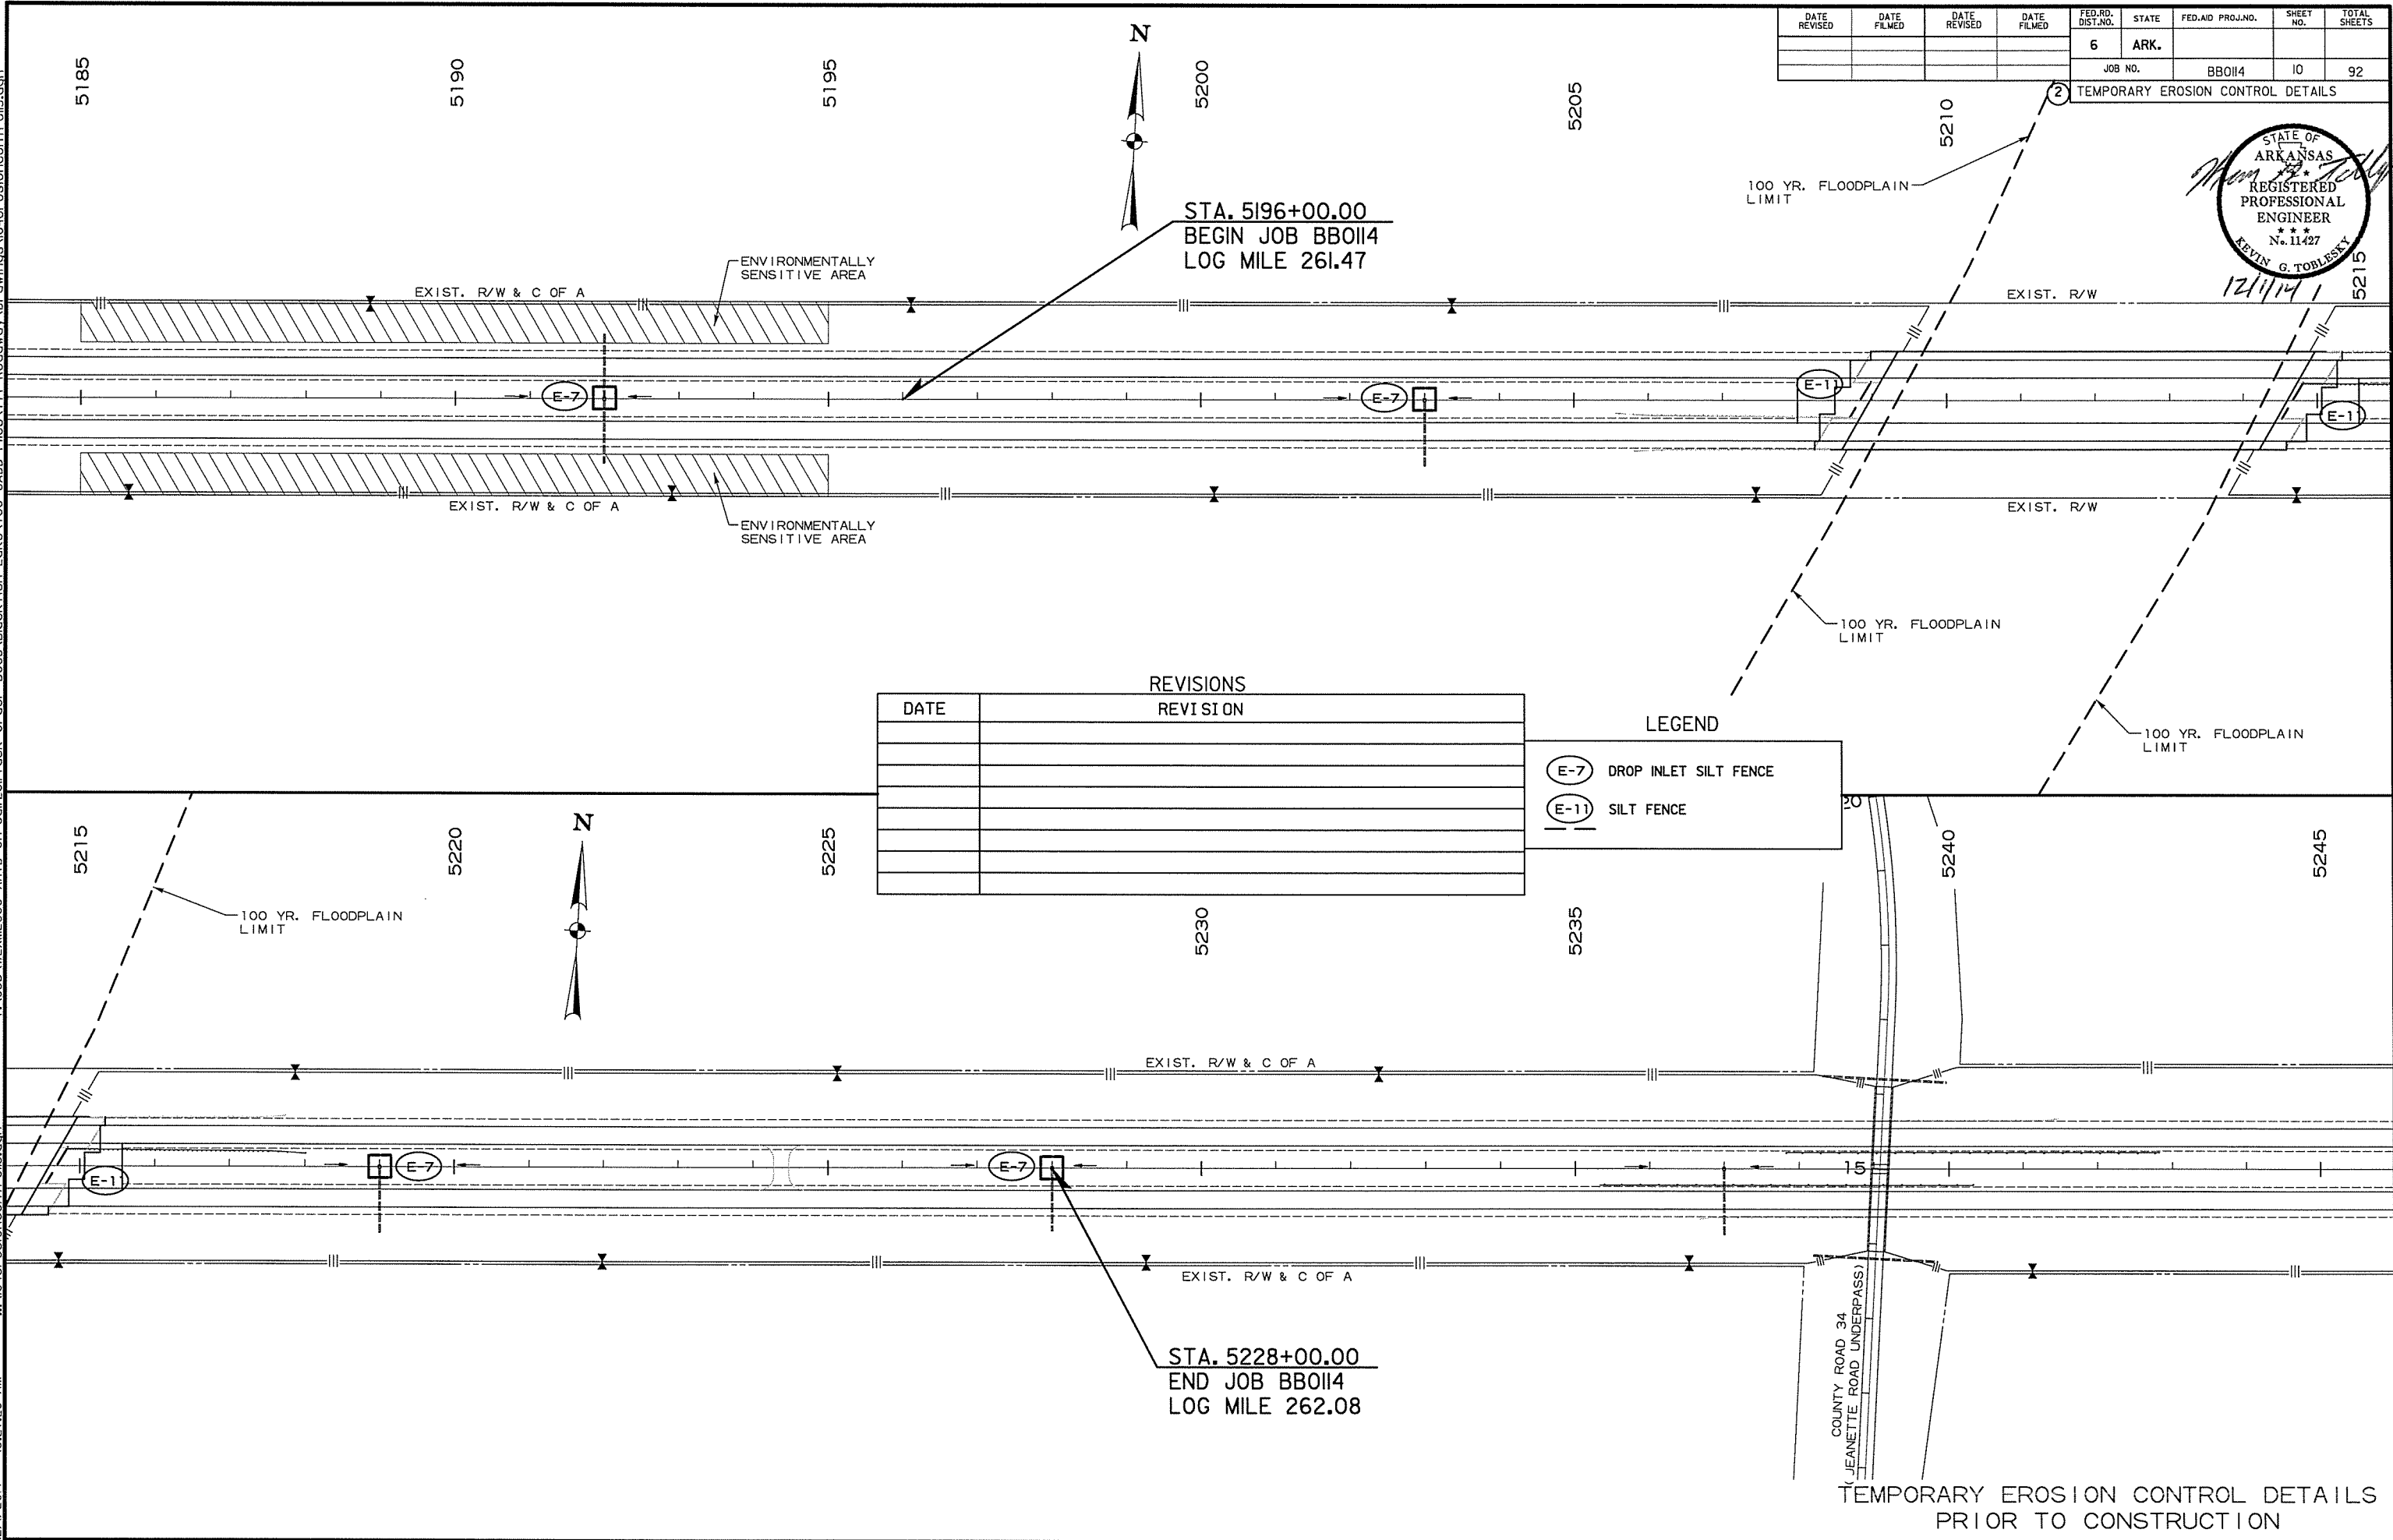 DATE REVISED
DATE FILMED
DATE REVISED
DATE FILMED
FED.RD. DIST.NO.
STATE
FED.AID PROJ.NO.
SHEET NO.
TOTAL SHEETS
6
ARK.
JOB NO.
BB0114
10
92
2
TEMPORARY EROSION CONTROL DETAILS
5185
5190
5195
N
5200
5205
5210
5215
STATE OF
ARKANSAS
* * *
REGISTERED
PROFESSIONAL
ENGINEER
* * *
No. 11427
KEVIN G. TOBLESKY
12/1/14
100 YR. FLOODPLAIN
LIMIT
STA. 5196+00.00
BEGIN JOB BB0114
LOG MILE 261.47
ENVIRONMENTALLY
SENSITIVE AREA
EXIST. R/W & C OF A
EXIST. R/W
E-7
E-7
E-11
E-11
EXIST. R/W & C OF A
EXIST. R/W
ENVIRONMENTALLY
SENSITIVE AREA
100 YR. FLOODPLAIN
LIMIT
100 YR. FLOODPLAIN
LIMIT
REVISIONS
DATE
REVISION
LEGEND
E-7 DROP INLET SILT FENCE
E-11 SILT FENCE
20
5215
5220
N
5225
5230
5235
5240
5245
100 YR. FLOODPLAIN
LIMIT
EXIST. R/W & C OF A
E-11
E-7
E-7
15
EXIST. R/W & C OF A
STA. 5228+00.00
END JOB BB0114
LOG MILE 262.08
COUNTY ROAD 34
( JEANETTE ROAD UNDERPASS)
TEMPORARY EROSION CONTROL DETAILS
PRIOR TO CONSTRUCTION